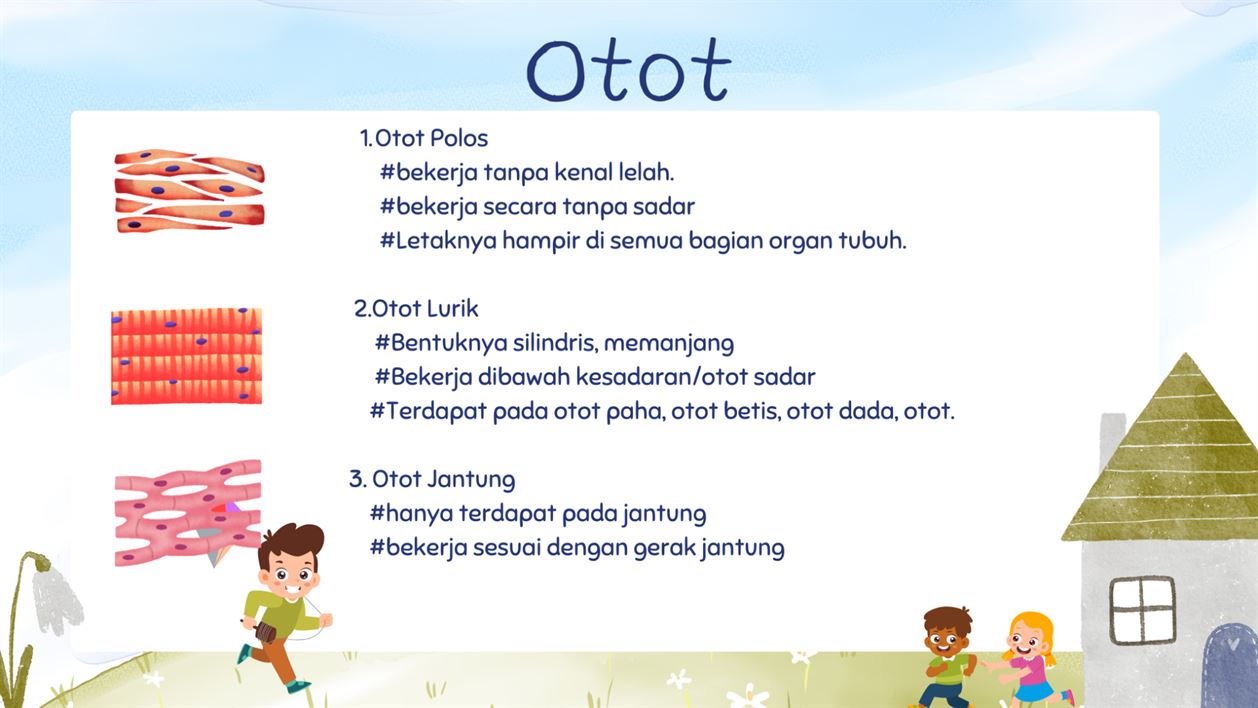 Otot
1.Otot Polos
#bekerja tanpa kenal lelah.
#bekerja secara tanpa sadar
#Letaknya hampir di semua bagian organ tubuh.
2.Otot Lurik
#Bentuknya silindris, memanjang
#Bekerja dibawah kesadaran/otot sadar
#Terdapat pada otot paha, otot betis, otot dada, otot.
3. Otot Jantung
#hanya terdapat pada jantung
#bekerja sesuai dengan gerak jantung